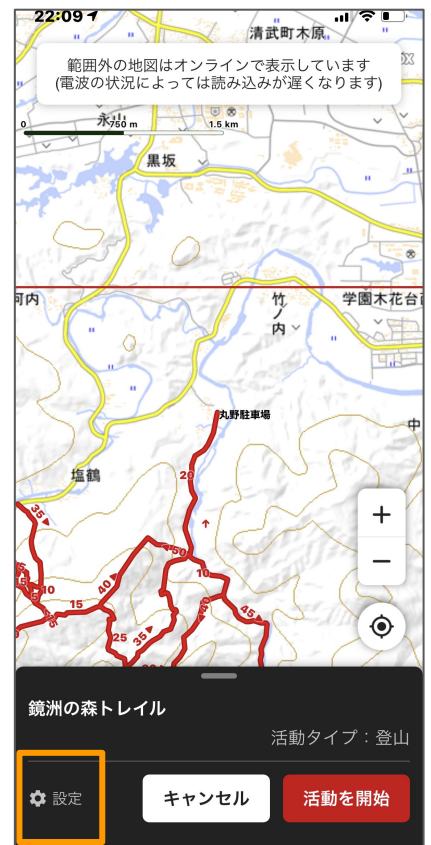 22:09
清武町木原
範囲外の地図はオンラインで表示しています
(電波の状況によっては読み込みが遅くなります)
0 750 m 1.5 km
永山
黒坂
河内
竹ノ内
学園木花台
丸野駐車場
中
20
塩鶴
35
50
10
40
10
15
5
15
40
45
25
35
鏡洲の森トレイル
活動タイプ：登山
設定
キャンセル
活動を開始